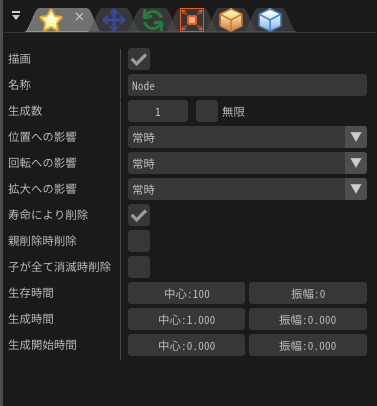 描画
名称 Node
生成数 1 無限
位置への影響 常時
回転への影響 常時
拡大への影響 常時
寿命により削除
親削除時削除
子が全て消滅時削除
生存時間 中心:100 振幅:0
生成時間 中心:1.000 振幅:0.000
生成開始時間 中心:0.000 振幅:0.000